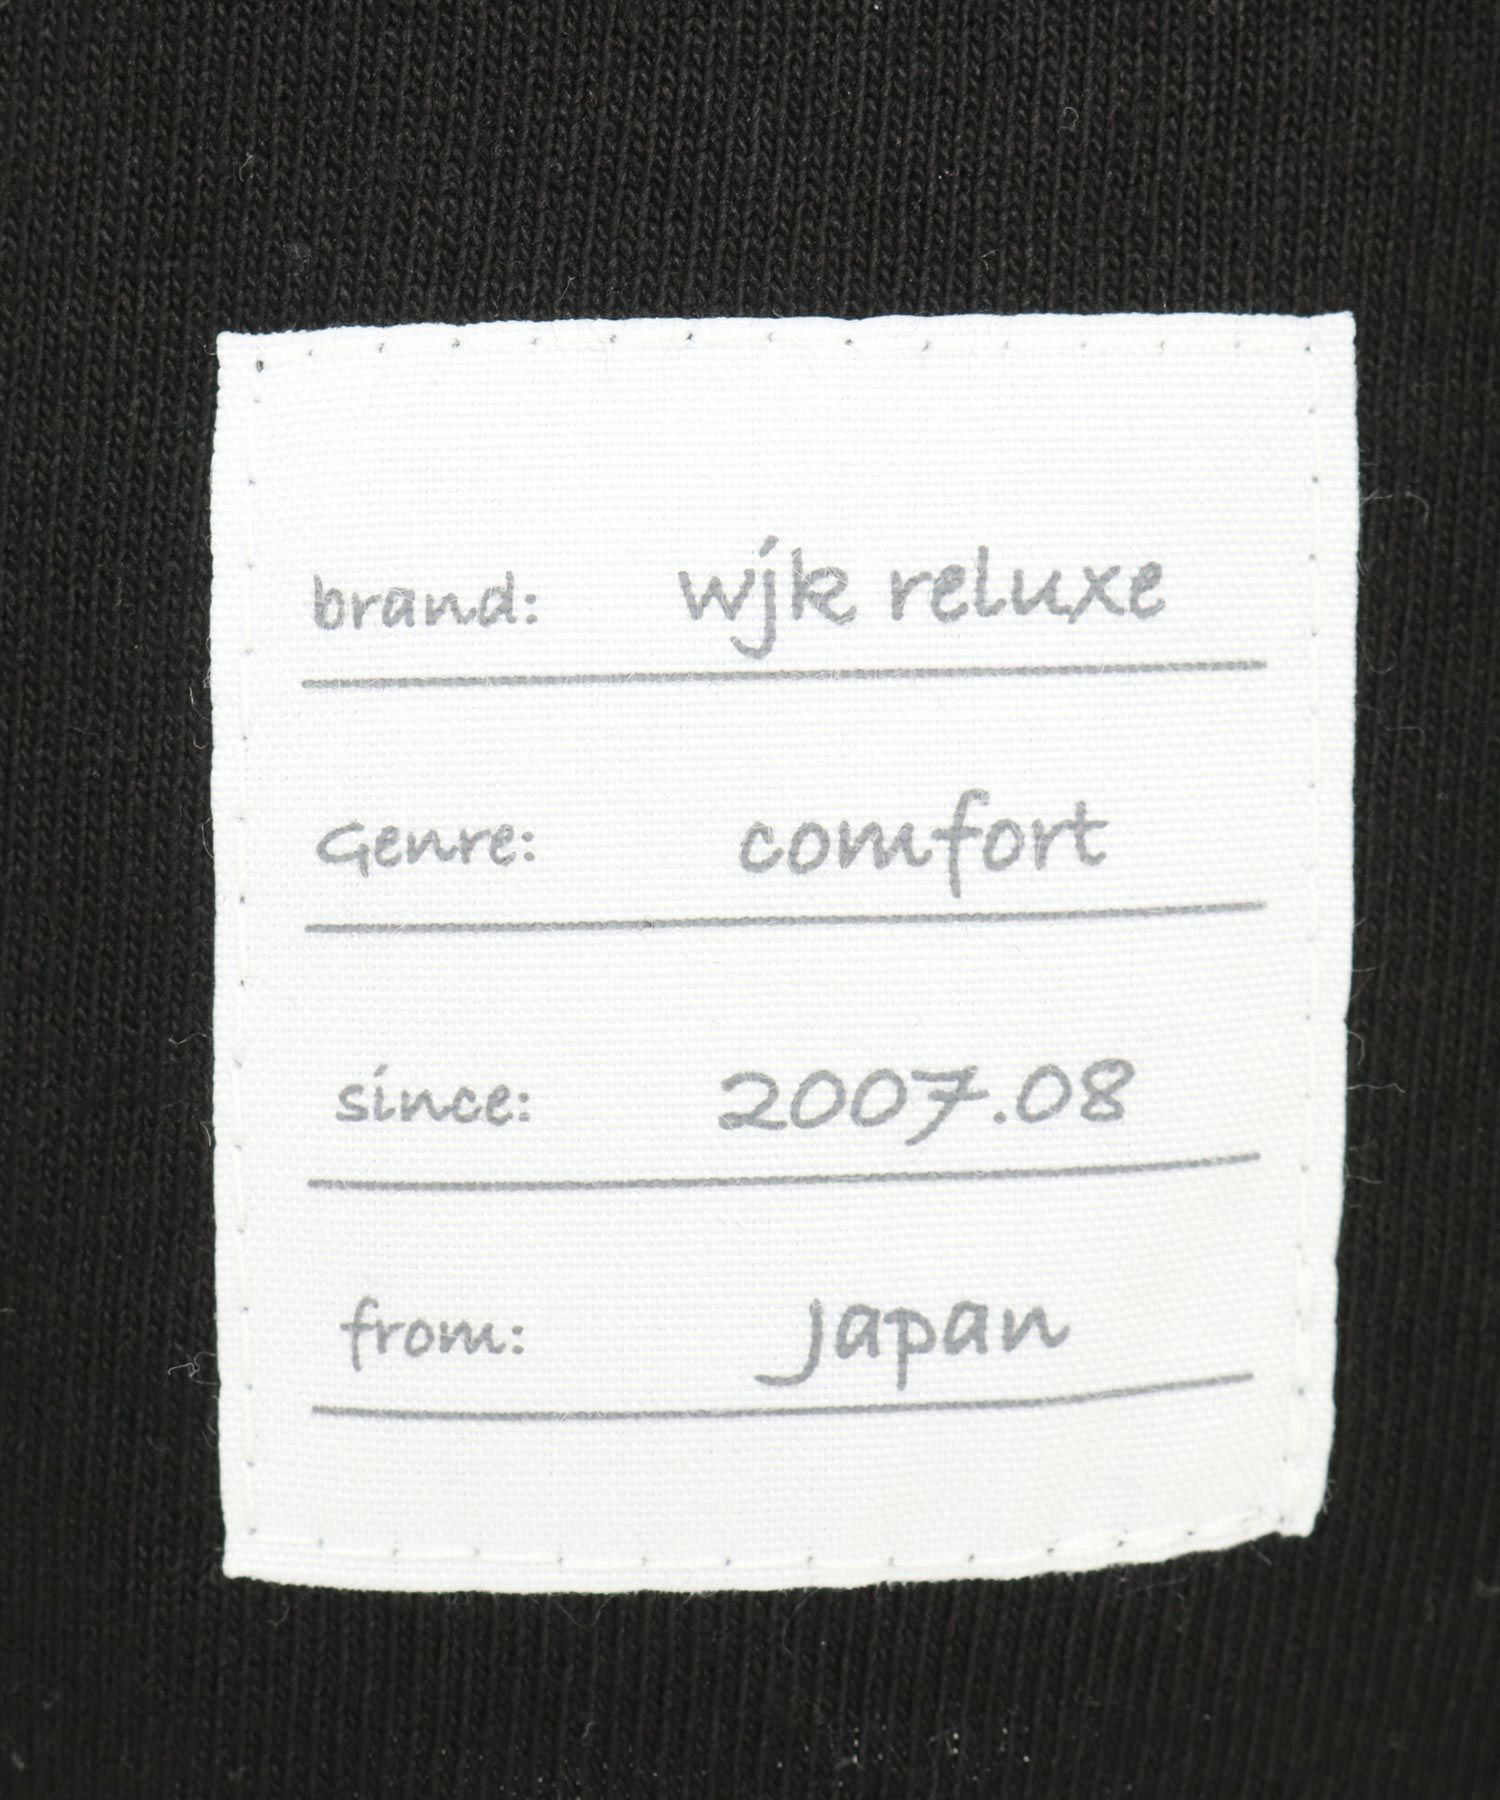 brand: wjk reluxe
Genre: comfort
since: 2007.08
from: Japan